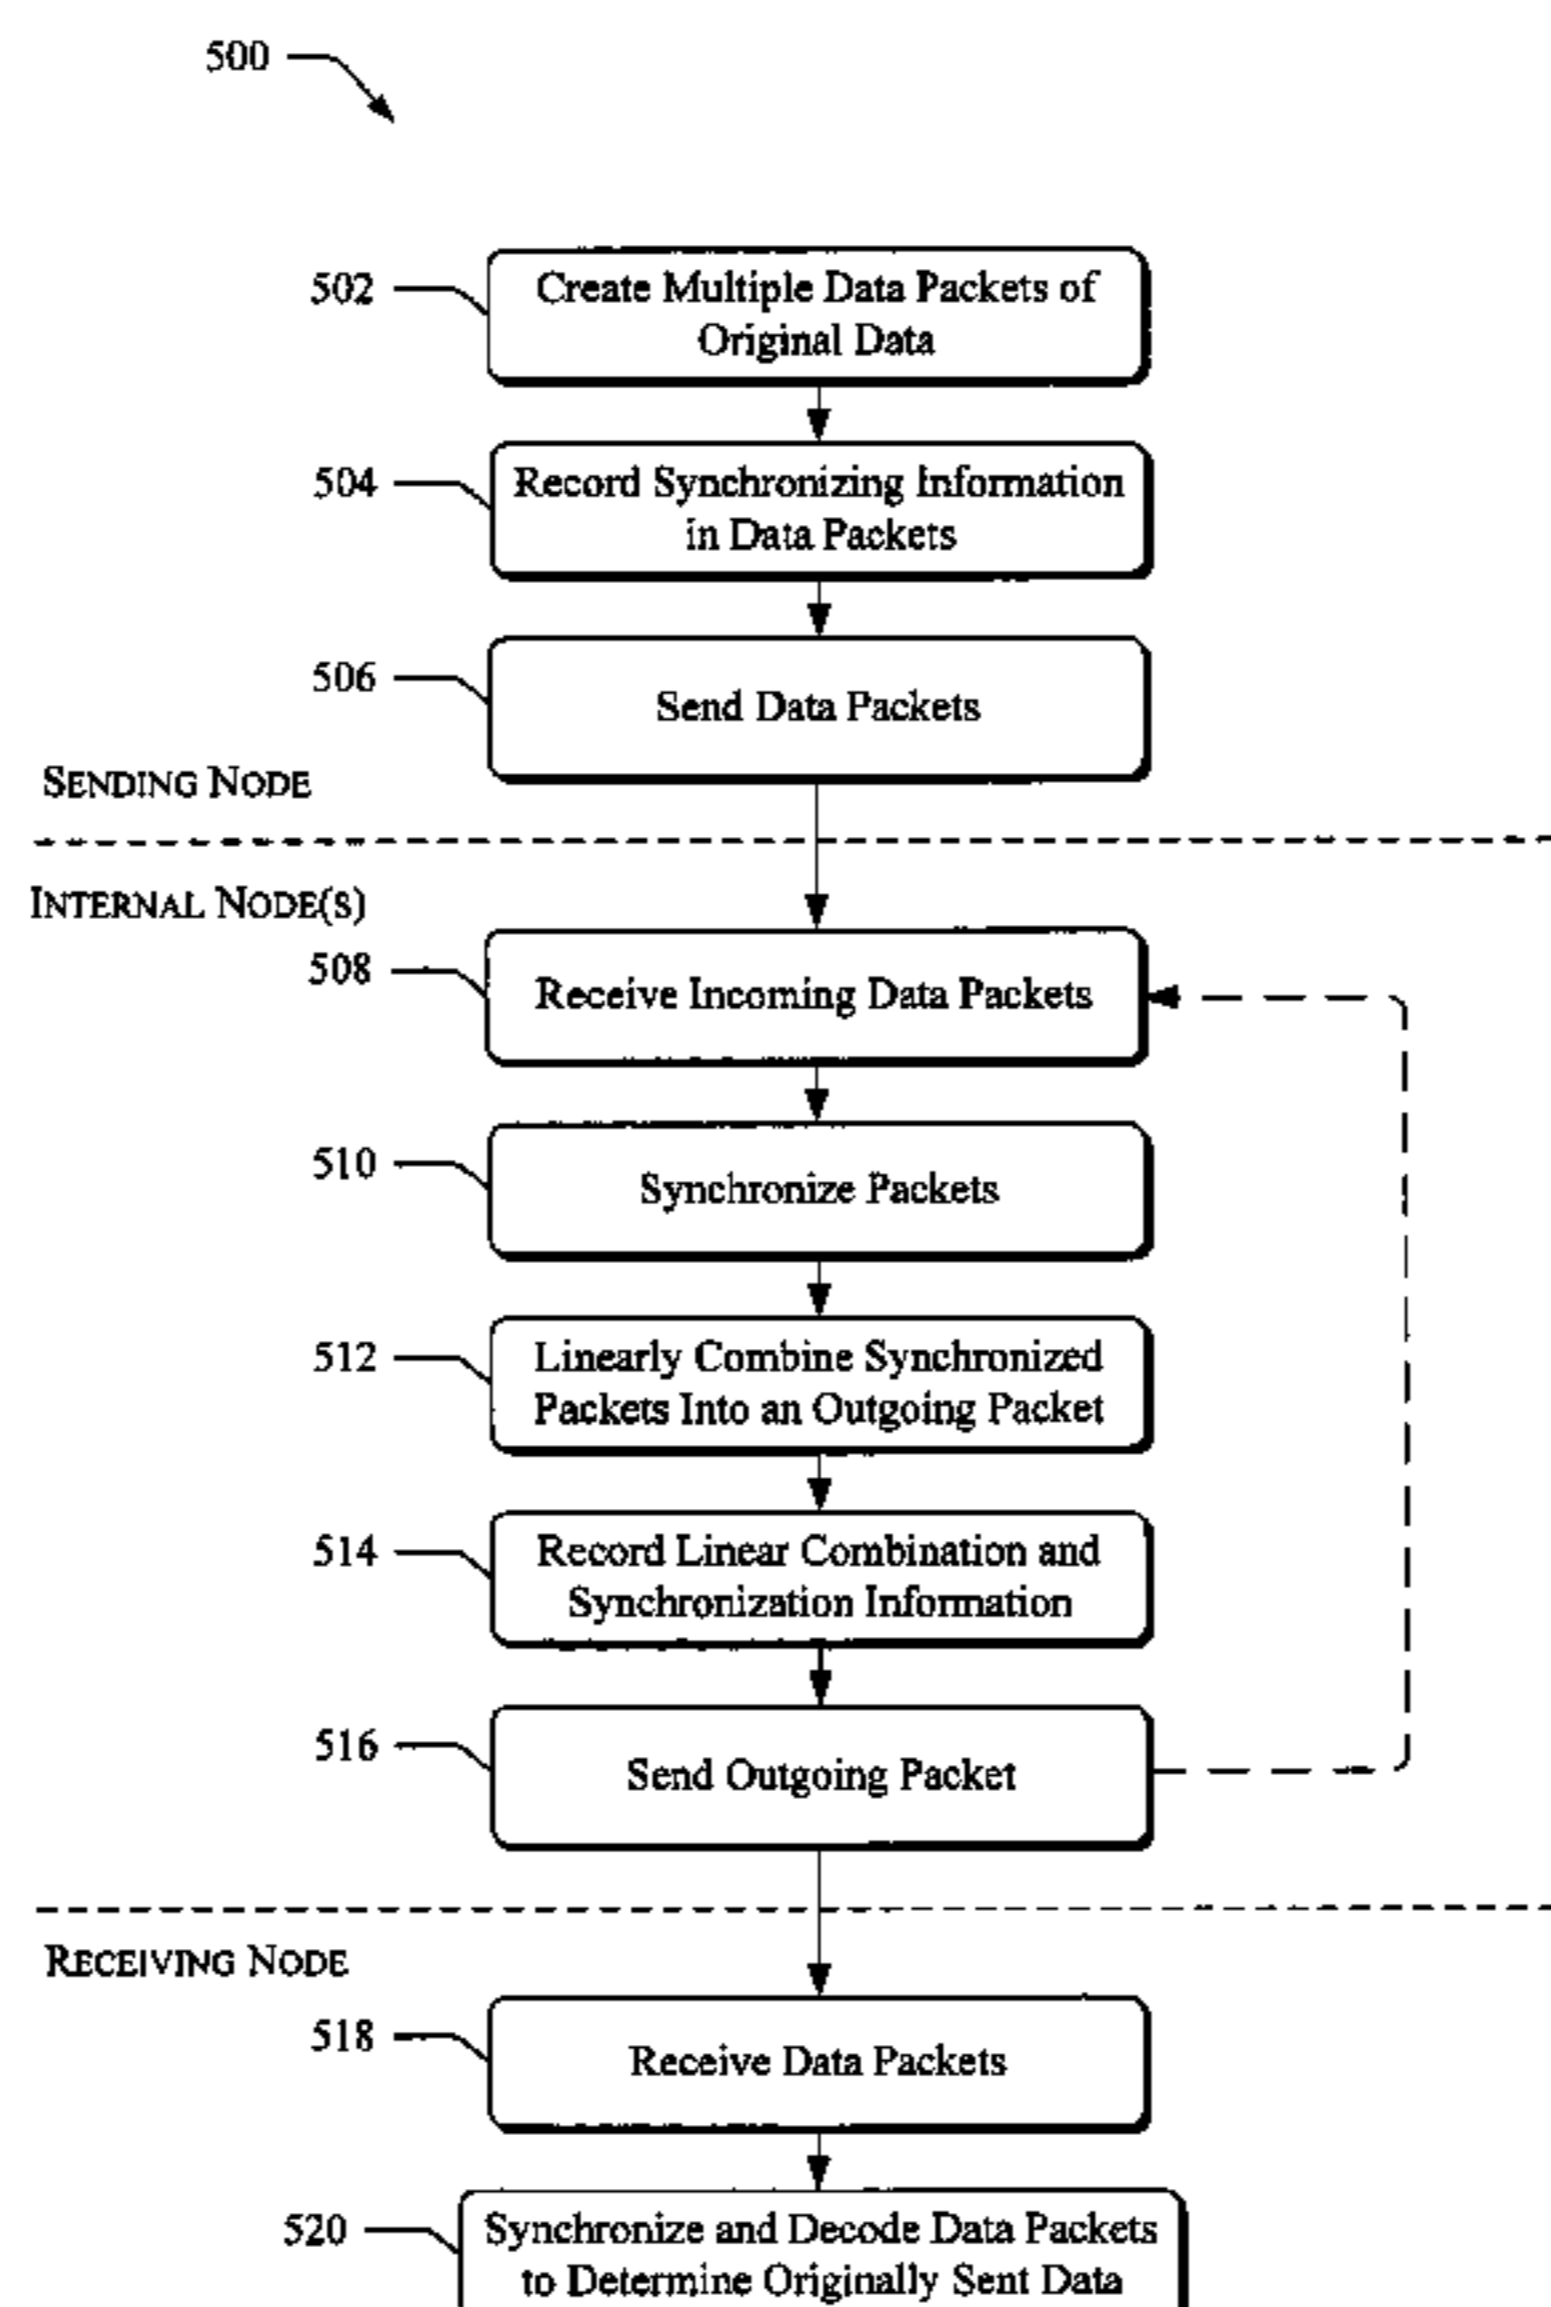 500
502
Create Multiple Data Packets of
Original Data
504
Record Synchronizing Information
in Data Packets
506
Send Data Packets
SENDING NODE
INTERNAL NODE(S)
508
Receive Incoming Data Packets
510
Synchronize Packets
512
Linearly Combine Synchronized
Packets Into an Outgoing Packet
514
Record Linear Combination and
Synchronization Information
516
Send Outgoing Packet
RECEIVING NODE
518
Receive Data Packets
520
Synchronize and Decode Data Packets
to Determine Originally Sent Data